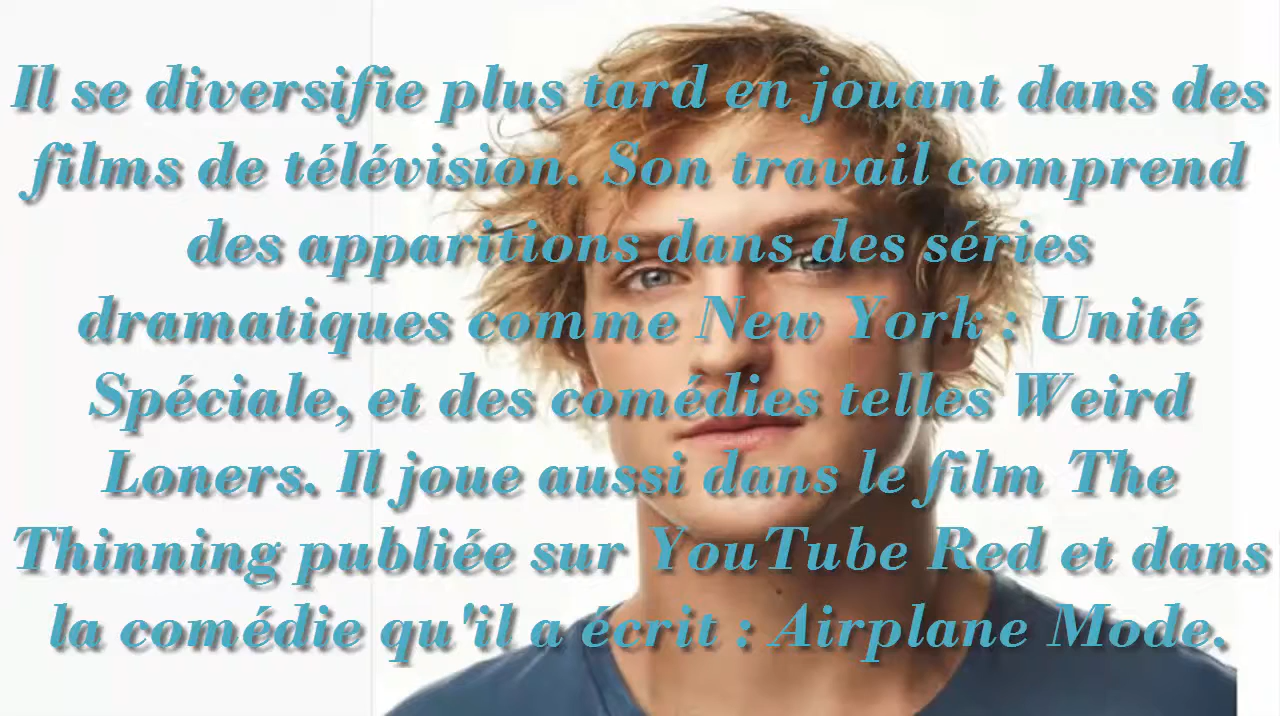 Il se diversifie plus tard en jouant dans des
films de télévision. Son travail comprend
des apparitions dans des séries
dramatiques comme New York : Unité
Spéciale, et des comédies telles Weird
Loners. Il joue aussi dans le film The
Thinning publiée sur YouTube Red et dans
la comédie qu'il a écrit : Airplane Mode.